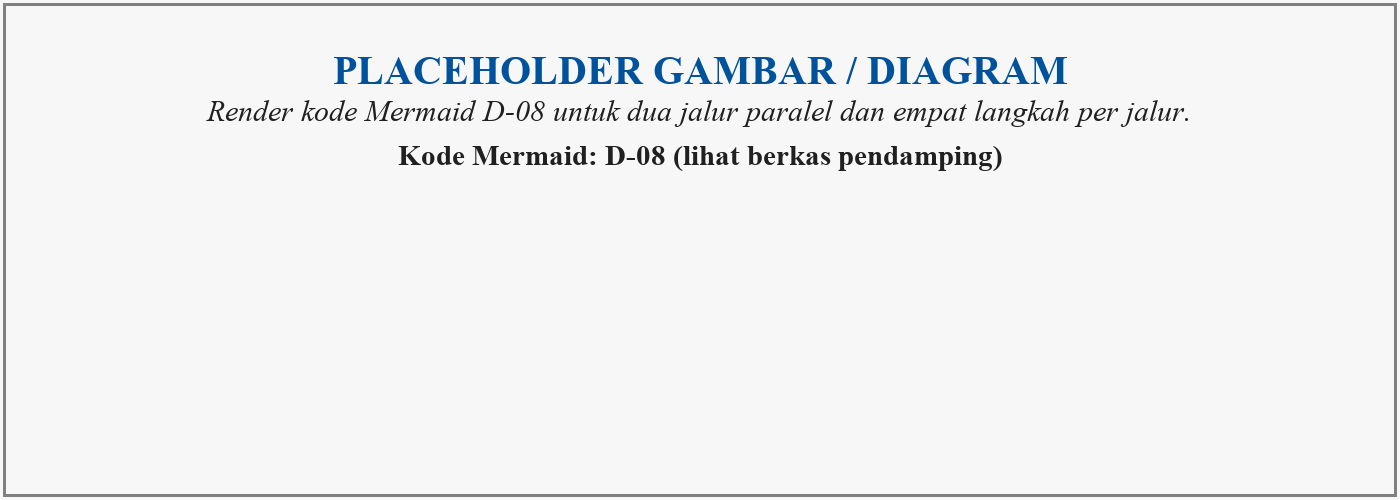 PLACEHOLDER GAMBAR / DIAGRAM
Render kode Mermaid D-08 untuk dua jalur paralel dan empat langkah per jalur.
Kode Mermaid: D-08 (lihat berkas pendamping)